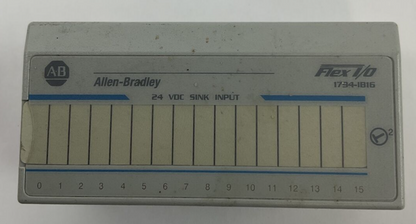 AB
Allen-Bradley
Flex I/O
1794-IB16
24 VDC SINK INPUT
2
0 1 2 3 4 5 6 7 8 9 10 11 12 13 14 15